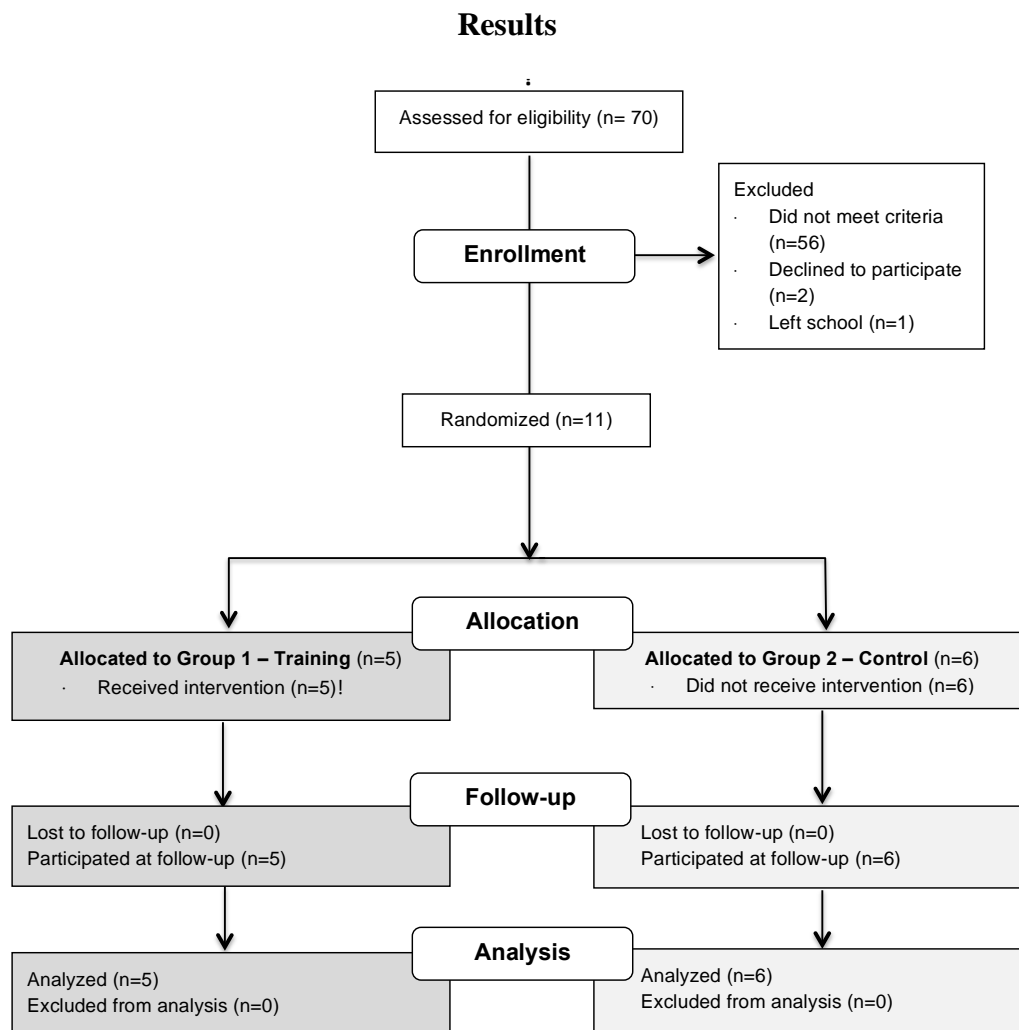 Results
Assessed for eligibility (n= 70)
Excluded
· Did not meet criteria
(n=56)
· Declined to participate
(n=2)
· Left school (n=1)
Enrollment
Randomized (n=11)
Allocation
Allocated to Group 1 – Training (n=5)
· Received intervention (n=5)!
Allocated to Group 2 – Control (n=6)
· Did not receive intervention (n=6)
Follow-up
Lost to follow-up (n=0)
Participated at follow-up (n=5)
Lost to follow-up (n=0)
Participated at follow-up (n=6)
Analysis
Analyzed (n=5)
Excluded from analysis (n=0)
Analyzed (n=6)
Excluded from analysis (n=0)